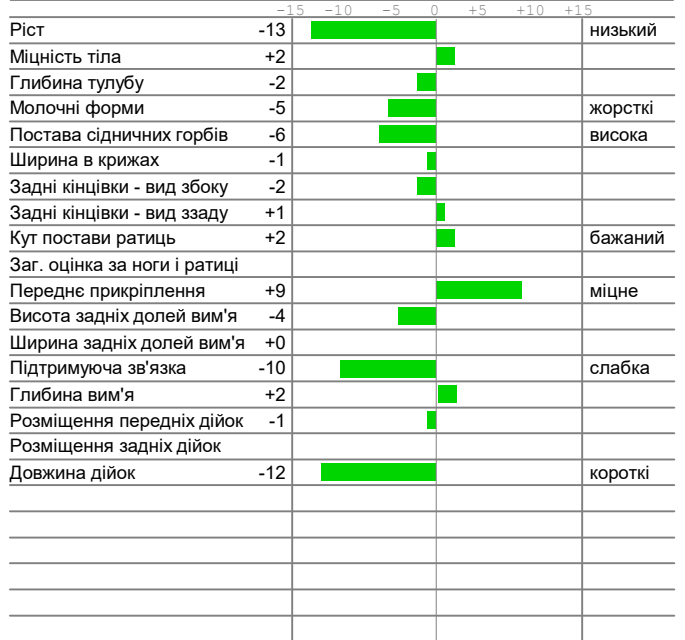 -15 -10 -5 0 +5 +10 +15
Ріст -13 низький
Міцність тіла +2
Глибина тулубу -2
Молочні форми -5 жорсткі
Постава сідничних горбів -6 висока
Ширина в крижах -1
Задні кінцівки - вид збоку -2
Задні кінцівки - вид ззаду +1
Кут постави ратиць +2 бажаний
Заг. оцінка за ноги і ратиці
Переднє прикріплення +9 міцне
Висота задніх долей вим'я -4
Ширина задніх долей вим'я +0
Підтримуюча зв'язка -10 слабка
Глибина вим'я +2
Розміщення передніх дійок -1
Розміщення задніх дійок
Довжина дійок -12 короткі